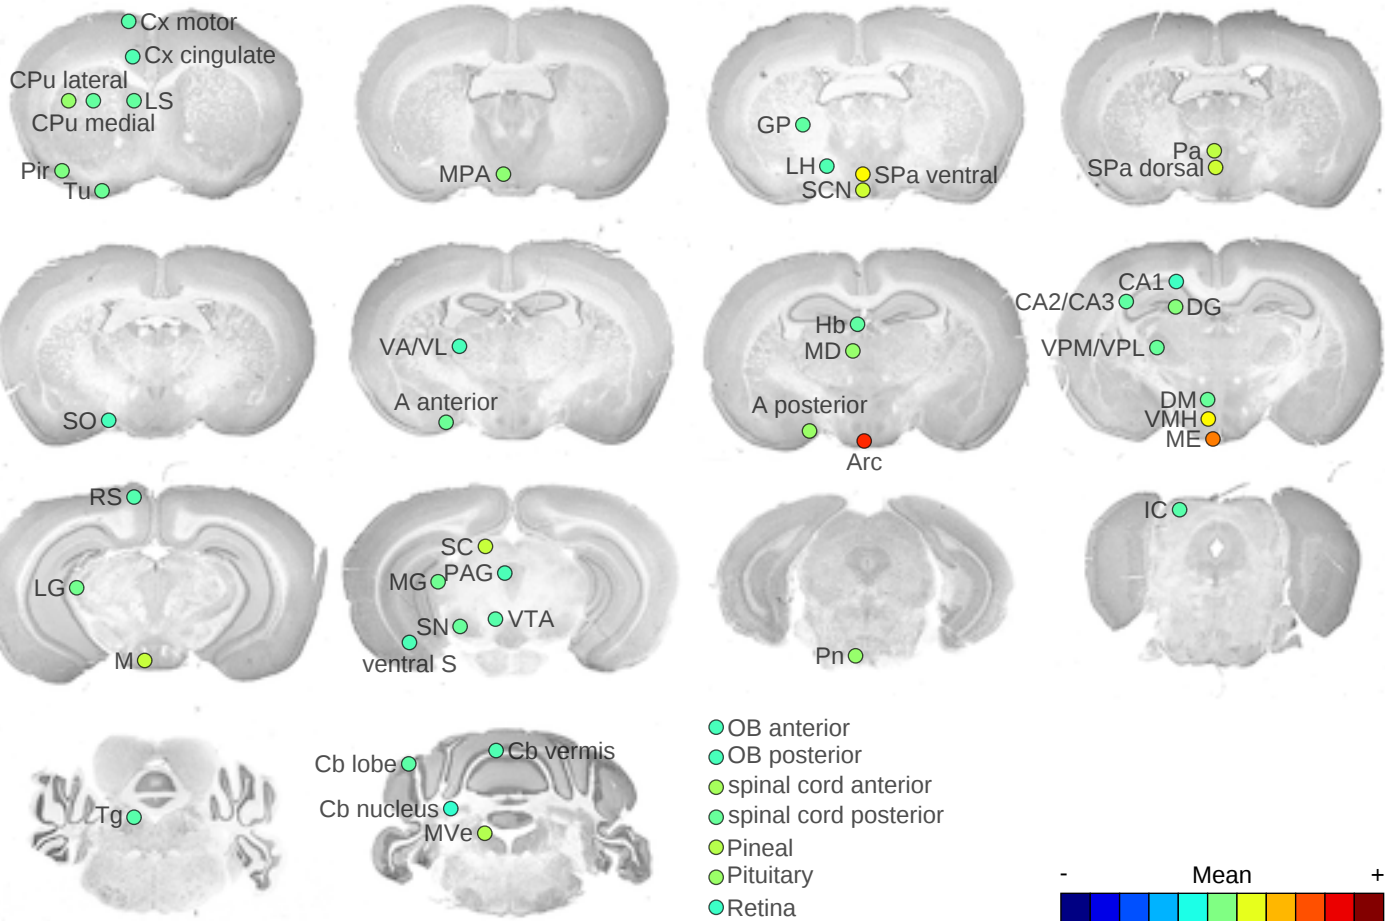 Cx motor
Cx cingulate
CPu lateral
LS
CPu medial
Pir
Tu
MPA
GP
LH
SPa ventral
SCN
Pa
SPa dorsal
SO
VA/VL
A anterior
Hb
MD
A posterior
Arc
CA1
CA2/CA3
DG
VPM/VPL
DM
VMH
ME
RS
LG
M
SC
PAG
MG
VTA
SN
ventral S
Pn
IC
Tg
Cb vermis
Cb lobe
Cb nucleus
MVe
OB anterior
OB posterior
spinal cord anterior
spinal cord posterior
Pineal
Pituitary
Retina
- Mean +